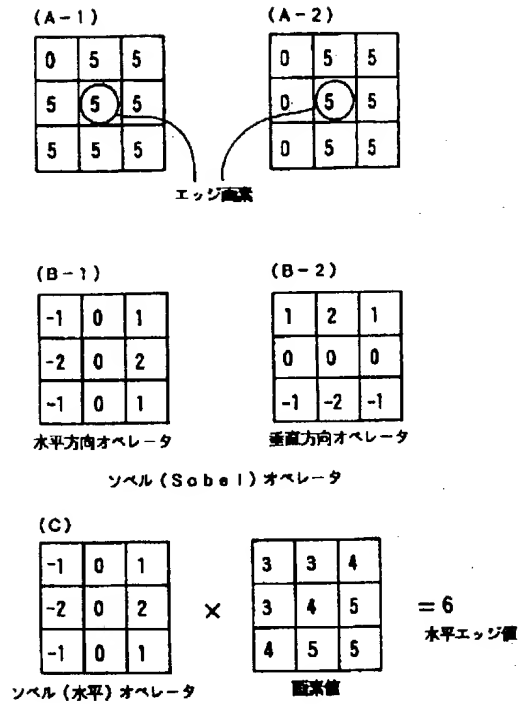 (A-1) (A-2)
0 5 5 0 5 5
5 5 5 0 5 5
5 5 5 0 5 5
エッジ画素
(B-1) (B-2)
-1 0 1 1 2 1
-2 0 2 0 0 0
-1 0 1 -1 -2 -1
水平方向オペレータ 垂直方向オペレータ
ソベル(Sobel)オペレータ
(C)
-1 0 1 3 3 4
-2 0 2 × 3 4 5 =6
-1 0 1 4 5 5
水平エッジ値
ソベル(水平)オペレータ 画素値